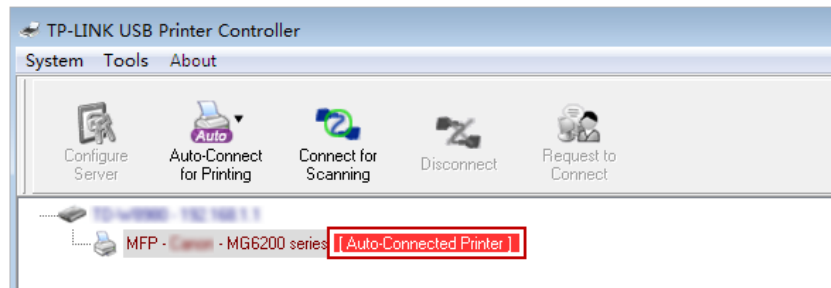 TP-LINK USB Printer Controller
System Tools About
Auto
Configure Server
Auto-Connect for Printing
Connect for Scanning
Disconnect
Request to Connect
MFP - - MG6200 series [ Auto-Connected Printer ]